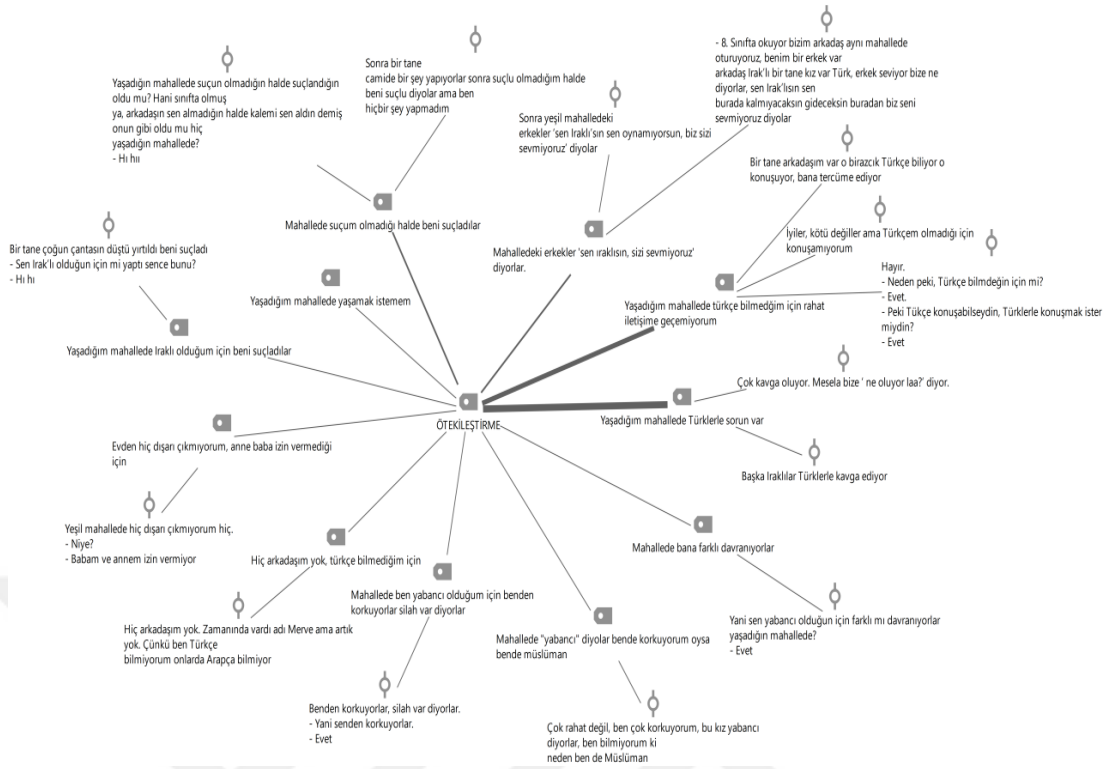 - 8. Sınıfta okuyor bizim arkadaş aynı mahallede
oturuyoruz, benim bir erkek var
arkadaş Irak'lı bir tane kız var Türk, erkek seviyor bize ne
diyorlar, sen Irak'lısın sen
burada kalmıyacaksın gideceksin buradan biz seni
sevmiyoruz diyorlar
Sonra bir tane
camide bir şey yapıyorlar sonra suçlu olmadığım halde
beni suçlu diyolar ama ben
hiçbir şey yapmadım
Yaşadığın mahallede suçun olmadığın halde suçlandığın
oldu mu? Hani sınıfta olmuş
ya, arkadaşın sen almadığın halde kalemi sen aldın demiş
onun gibi oldu mu hiç
yaşadığın mahallede?
- Hı hıı
Sonra yeşil mahalledeki
erkekler 'sen Iraklı'sın sen oynamıyorsun, biz sizi
sevmiyoruz' diyolar
Bir tane arkadaşım var o birazcık Türkçe biliyor o
konuşuyor, bana tercüme ediyor
Mahallede suçum olmadığı halde beni suçladılar
Mahalledeki erkekler 'sen ıraklısın, sizi sevmiyoruz'
diyorlar.
İyiler, kötü değiller ama Türkçem olmadığı için
konuşamıyorum
Bir tane çoğun çantasın düştü yırtıldı beni suçladı
- Sen Irak'lı olduğun için mi yaptı sence bunu?
- Hı hı
Hayır.
- Neden peki, Türkçe bilmdeğin için mi?
- Evet.
- Peki Tükçe konuşabilseydin, Türklerle konuşmak ister
miydin?
- Evet
Yaşadığım mahallede yaşamak istemem
Yaşadığım mahallede türkçe bilmedğim için rahat
iletişime geçemiyorum
Yaşadığım mahallede Iraklı olduğum için beni suçladılar
Çok kavga oluyor. Mesela bize ' ne oluyor laa?' diyor.
ÖTEKİLEŞTİRME
Yaşadığım mahallede Türklerle sorun var
Evden hiç dışarı çıkmıyorum, anne baba izin vermediği
için
Başka Iraklılar Türklerle kavga ediyor
Yeşil mahallede hiç dışarı çıkmıyorum hiç.
- Niye?
- Babam ve annem izin vermiyor
Hiç arkadaşım yok, türkçe bilmediğim için
Mahallede bana farklı davranıyorlar
Mahallede ben yabancı olduğum için benden
korkuyorlar silah var diyorlar
Hiç arkadaşım yok. Zamanında vardı adı Merve ama artık
yok. Çünkü ben Türkçe
bilmiyorum onlarda Arapça bilmiyor
Mahallede "yabancı" diyolar bende korkuyorum oysa
bende müslüman
Yani sen yabancı olduğun için farklı mı davranıyorlar
yaşadığın mahallede?
- Evet
Benden korkuyorlar, silah var diyorlar.
- Yani senden korkuyorlar.
- Evet
Çok rahat değil, ben çok korkuyorum, bu kız yabancı
diyorlar, ben bilmiyorum ki
neden ben de Müslüman